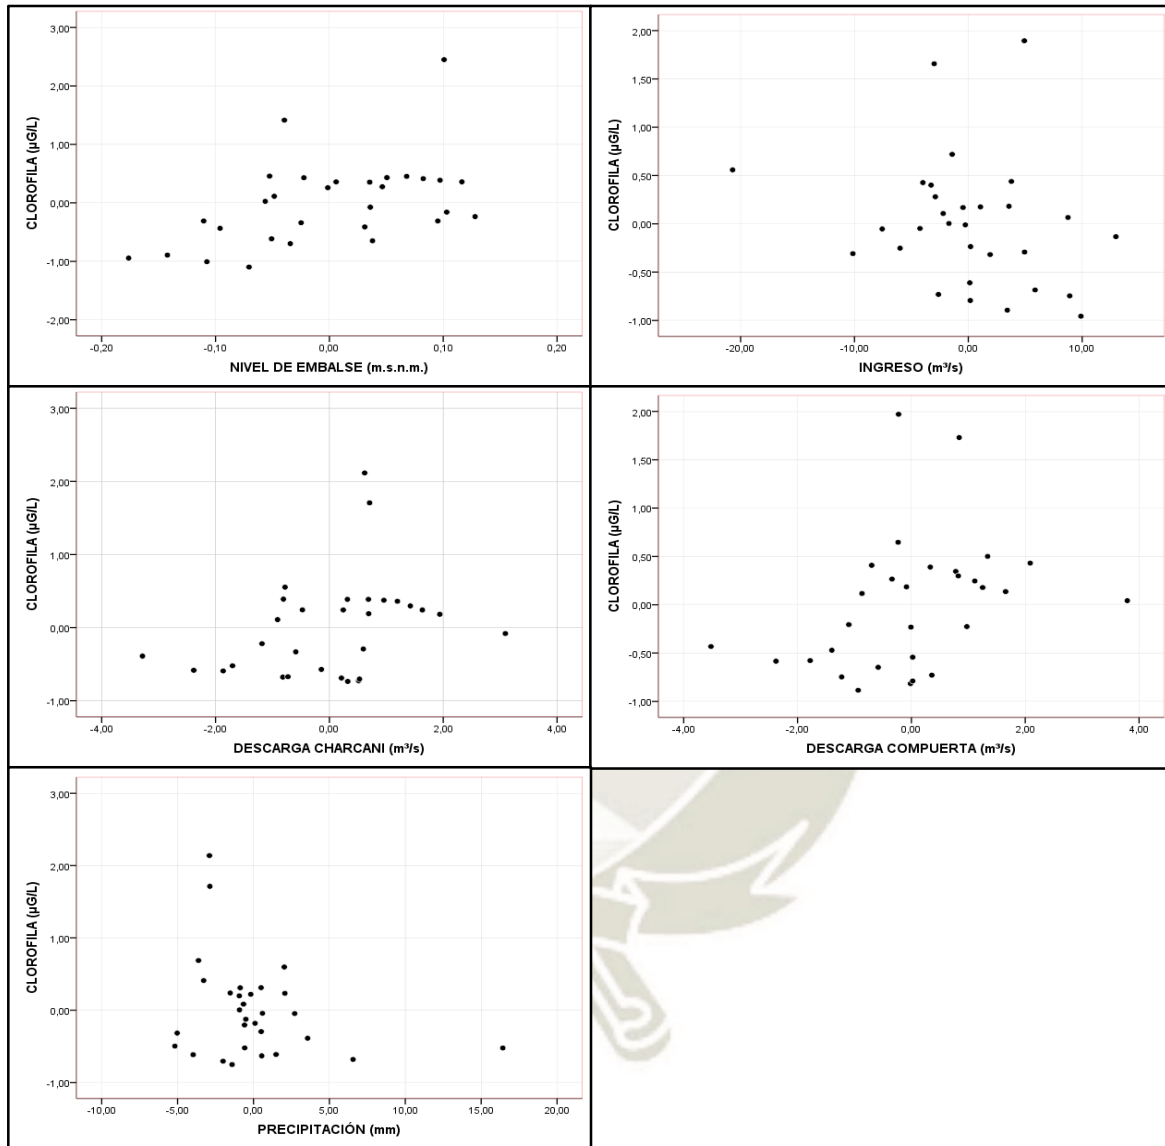 3,00
2,00
1,00
0,00
-1,00
-2,00
CLOROFILA (µG/L)
-0,20 -0,10 0,00 0,10 0,20
NIVEL DE EMBALSE (m.s.n.m.)
2,00
1,50
1,00
0,50
0,00
-0,50
-1,00
CLOROFILA (µG/L)
-20,00 -10,00 0,00 10,00
INGRESO (m³/s)
3,00
2,00
1,00
0,00
-1,00
CLOROFILA (µG/L)
-4,00 -2,00 0,00 2,00 4,00
DESCARGA CHARCANI (m³/s)
2,00
1,50
1,00
0,50
0,00
-0,50
-1,00
CLOROFILA (µG/L)
-4,00 -2,00 0,00 2,00 4,00
DESCARGA COMPUERTA (m³/s)
3,00
2,00
1,00
0,00
-1,00
CLOROFILA (µG/L)
-10,00 -5,00 0,00 5,00 10,00 15,00 20,00
PRECIPITACIÓN (mm)